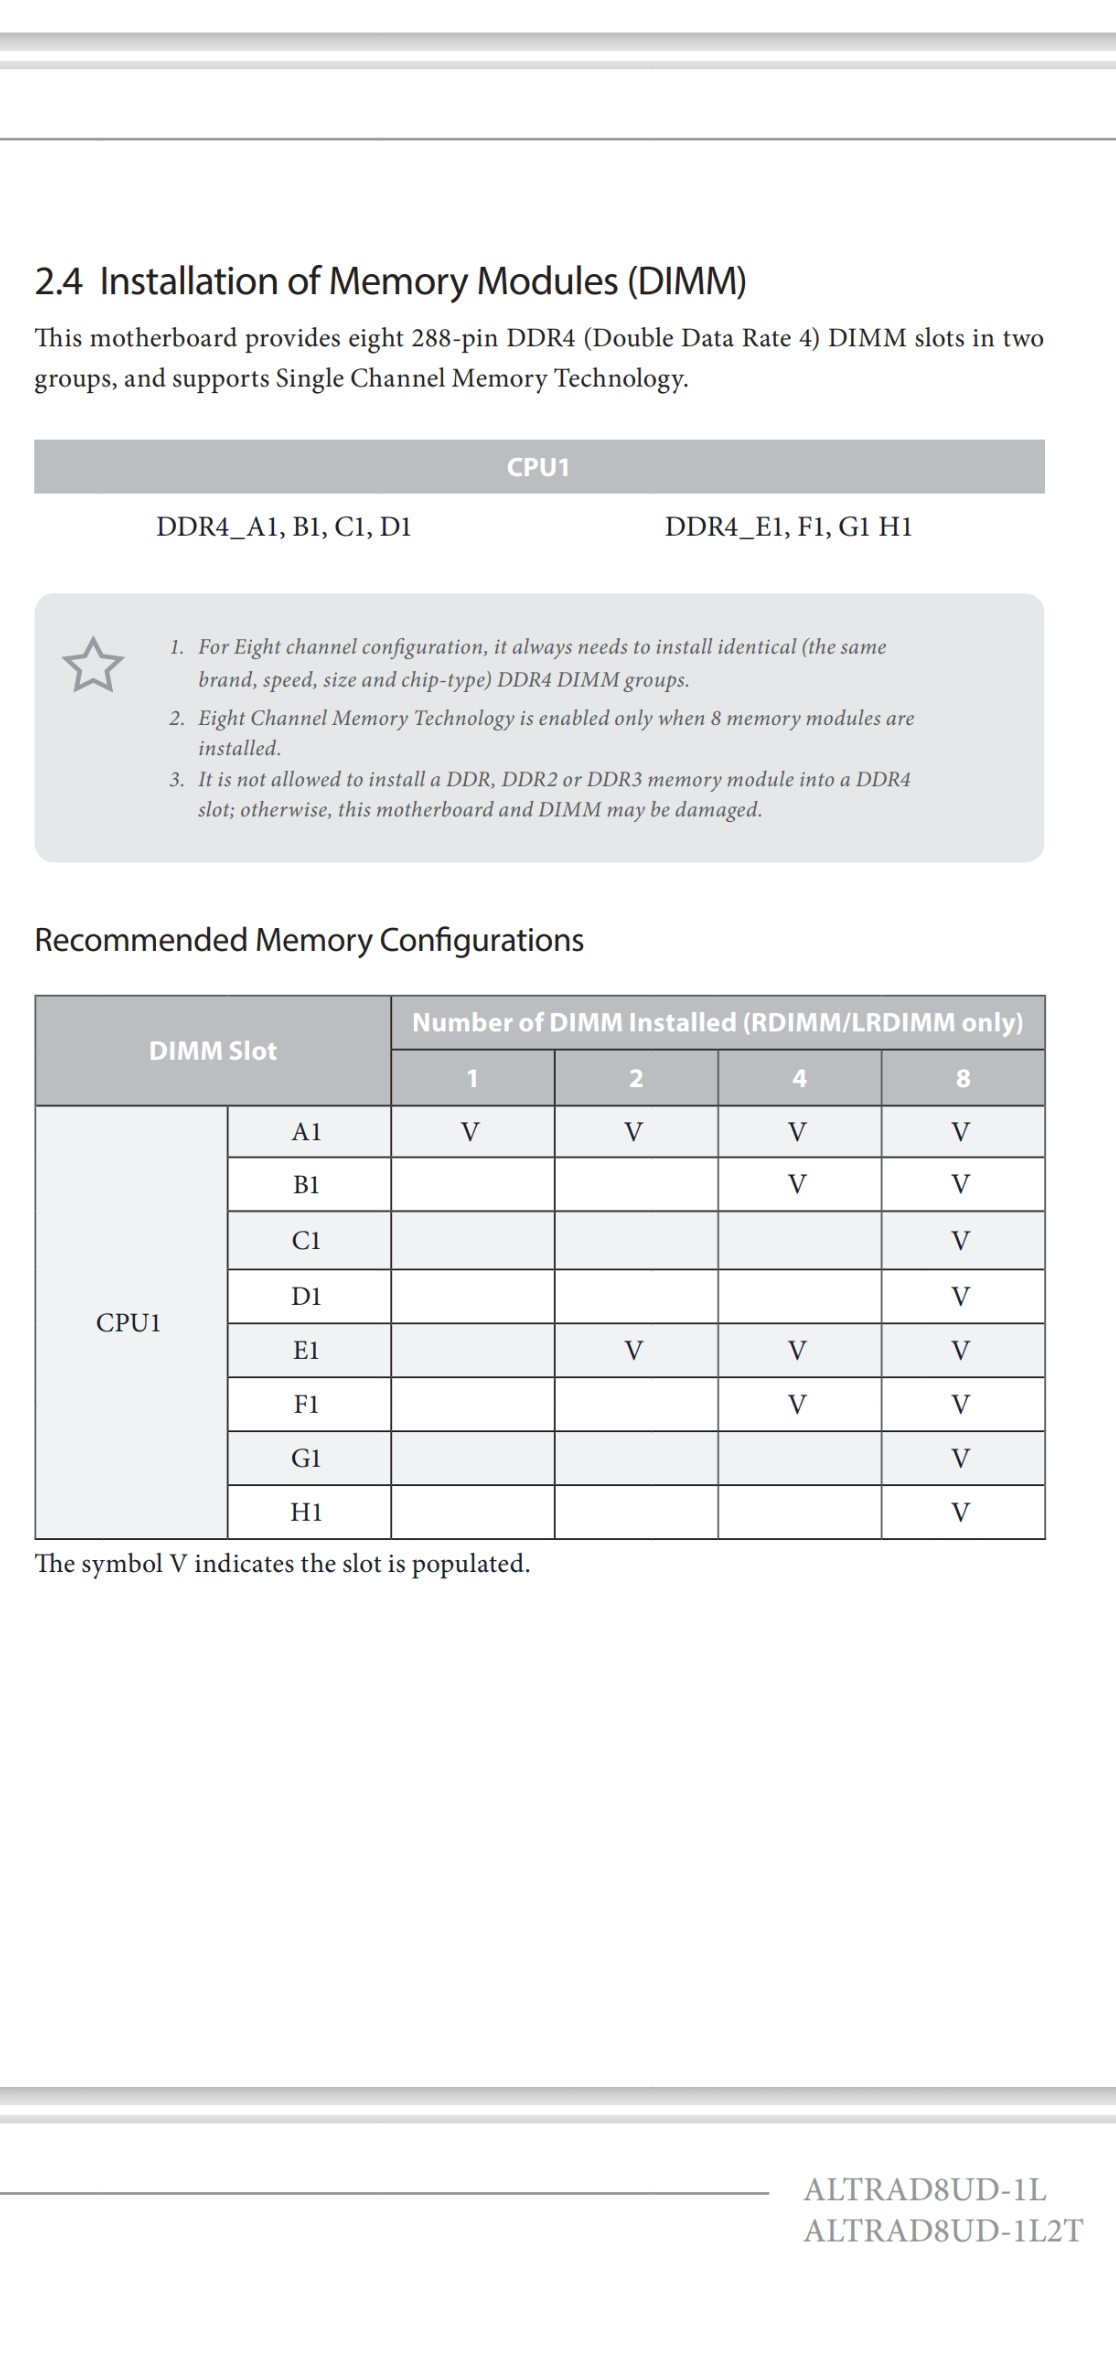 2.4 Installation of Memory Modules (DIMM)
This motherboard provides eight 288-pin DDR4 (Double Data Rate 4) DIMM slots in two
groups, and supports Single Channel Memory Technology.
CPU1
DDR4_A1, B1, C1, D1 DDR4_E1, F1, G1 H1
1. For Eight channel configuration, it always needs to install identical (the same
brand, speed, size and chip-type) DDR4 DIMM groups.
2. Eight Channel Memory Technology is enabled only when 8 memory modules are
installed.
3. It is not allowed to install a DDR, DDR2 or DDR3 memory module into a DDR4
slot; otherwise, this motherboard and DIMM may be damaged.
Recommended Memory Configurations
DIMM Slot
Number of DIMM Installed (RDIMM/LRDIMM only)
1 2 4 8
CPU1
A1 V V V V
B1 V V
C1 V
D1 V
E1 V V V
F1 V V
G1 V
H1 V
The symbol V indicates the slot is populated.
ALTRAD8UD-1L
ALTRAD8UD-1L2T